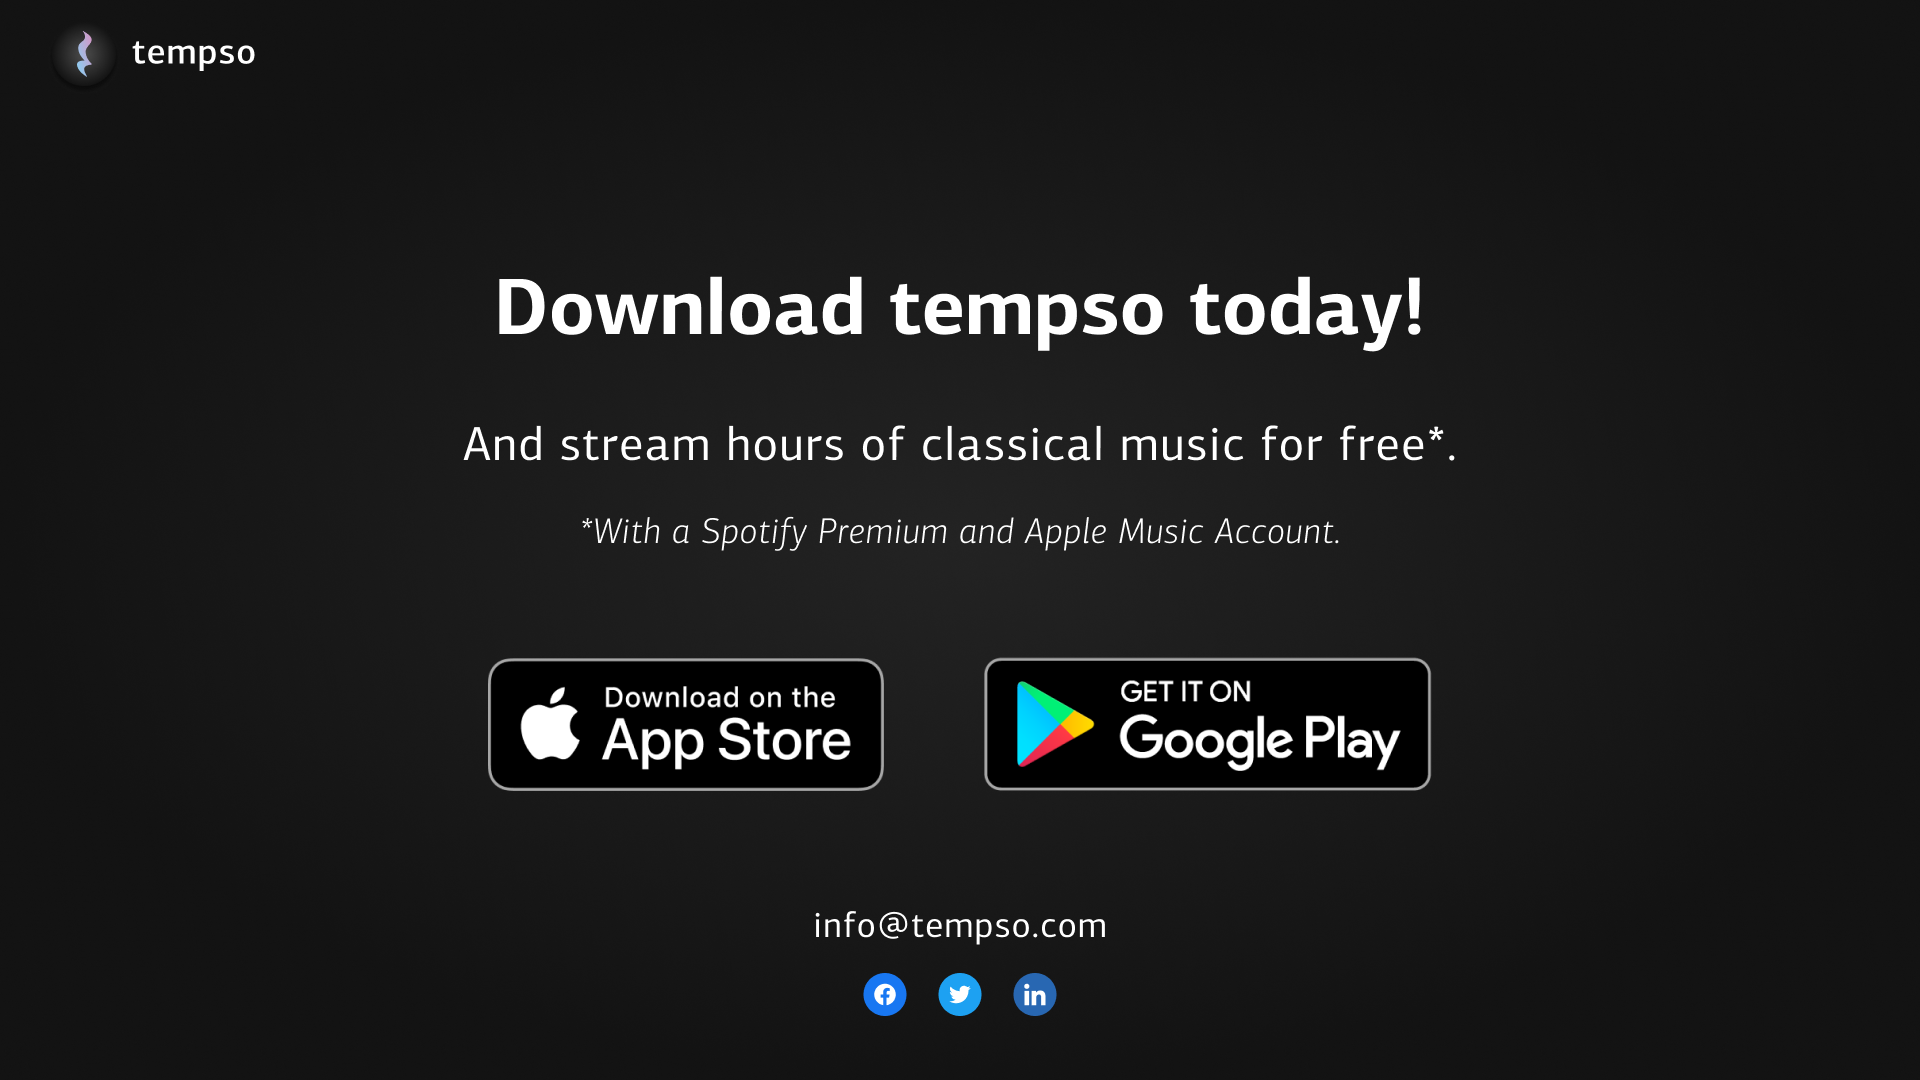 tempso
Download tempso today!
And stream hours of classical music for free*.
*With a Spotify Premium and Apple Music Account.
Download on the
App Store
GET IT ON
Google Play
info@tempso.com
in